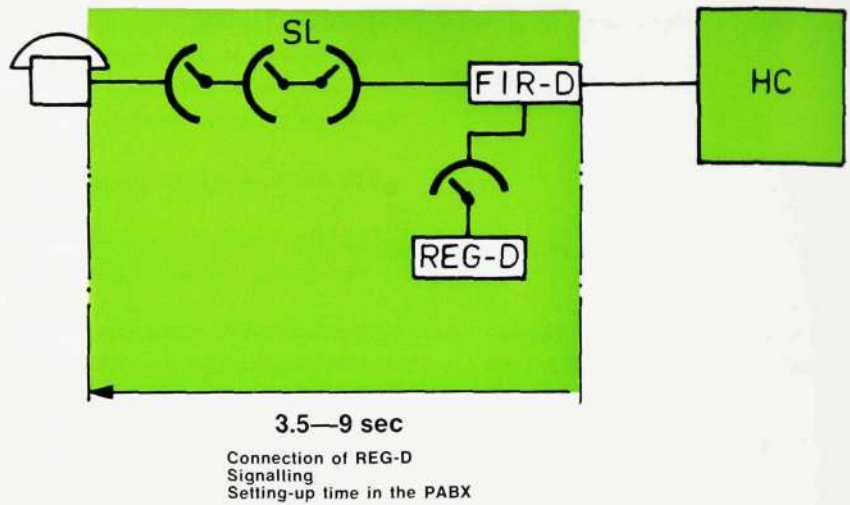 SL
FIR-D
HC
REG-D
3.5—9 sec
Connection of REG-D
Signalling
Setting-up time in the PABX